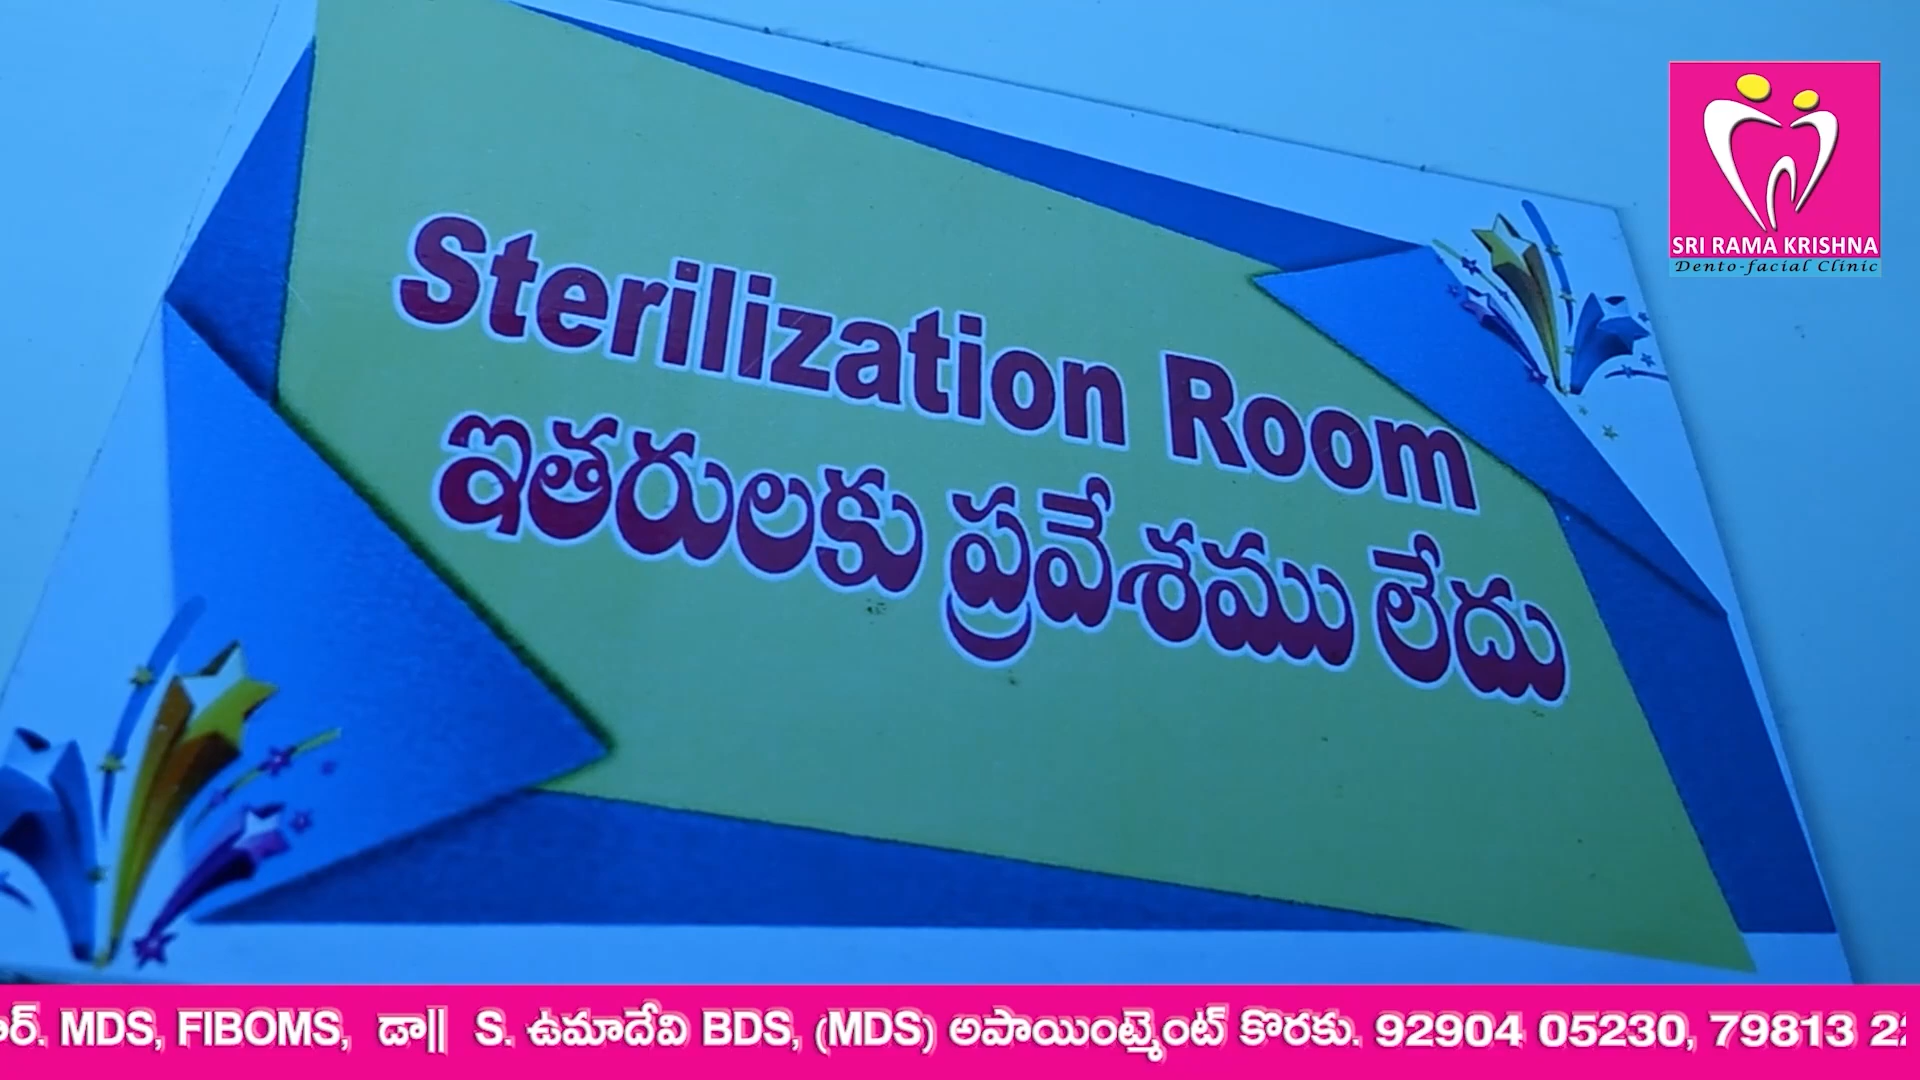 Sterilization Room
ఇతరులకు ప్రవేశము లేదు
SRI RAMA KRISHNA
Dento-facial Clinic
MDS, FIBOMS, డా|| S. ఉమాదేవి BDS, (MDS) అపాయింట్మెంట్ కొరకు. 92904 05230, 79813